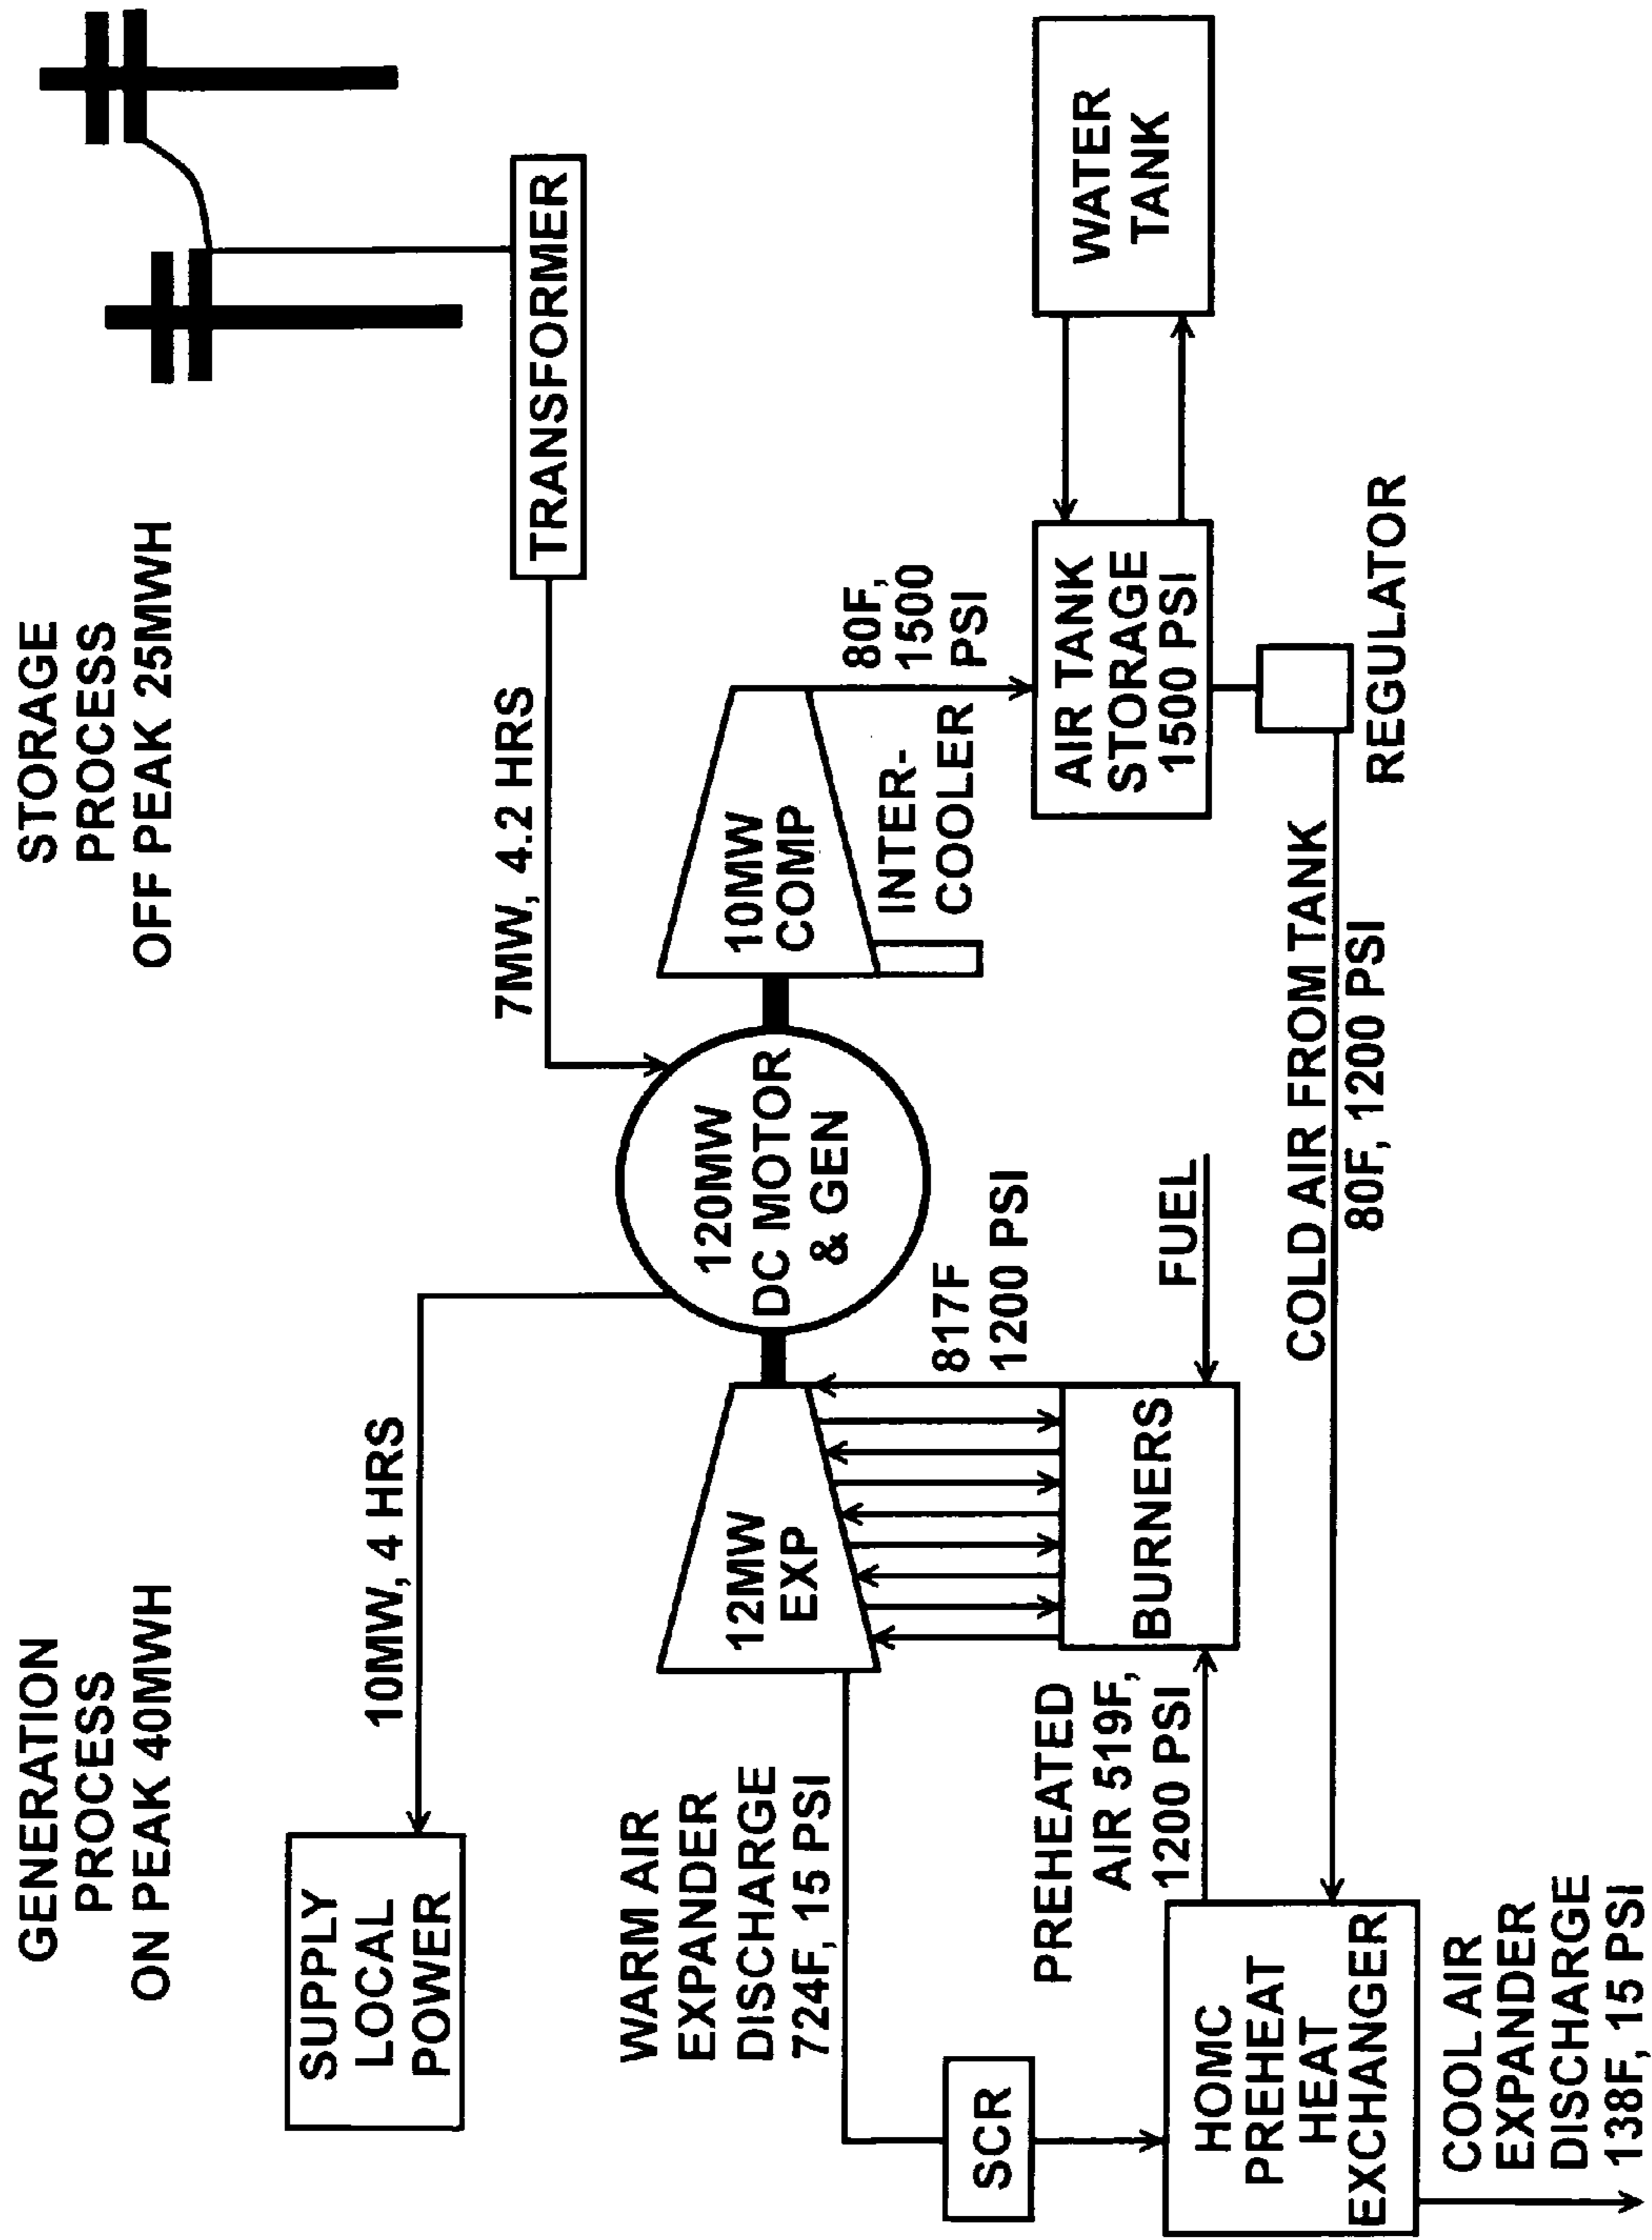 GENERATION
PROCESS
ON PEAK 40MWH
STORAGE
PROCESS
OFF PEAK 25MWH
SUPPLY
LOCAL
POWER
10MW, 4 HRS
7MW, 4.2 HRS
TRANSFORMER
WARM AIR
EXPANDER
DISCHARGE
724F, 15 PSI
12MW
EXP
120MW
DC MOTOR
& GEN
10MW
COMP
INTER-
COOLER
80F,
1500
PSI
817F
1200 PSI
SCR
PREHEATED
AIR 519F,
1200 PSI
BURNERS
FUEL
AIR TANK
STORAGE
1500 PSI
WATER
TANK
REGULATOR
HOMC
PREHEAT
HEAT
EXCHANGER
COLD AIR FROM TANK
80F, 1200 PSI
COOL AIR
EXPANDER
DISCHARGE
138F, 15 PSI